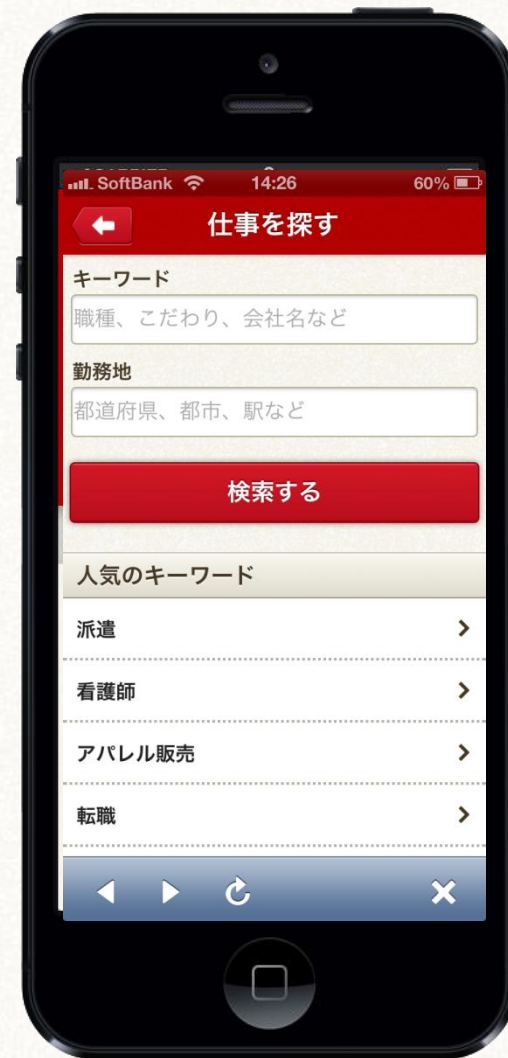 SoftBank 14:26 60%
仕事を探す
キーワード
職種、こだわり、会社名など
勤務地
都道府県、都市、駅など
検索する
人気のキーワード
派遣
看護師
アパレル販売
転職